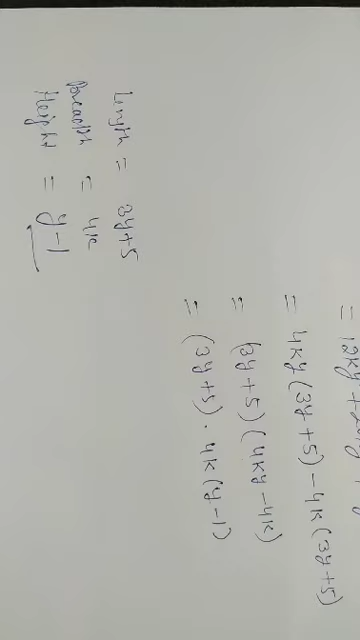 = 12ky
= 4ky (3y+5) - 4k (3y+5)
= (3y+5) (4ky - 4k)
= (3y+5) . 4k (y-1)
Length = 3y+5
Breadth = 4k
Height = y-1